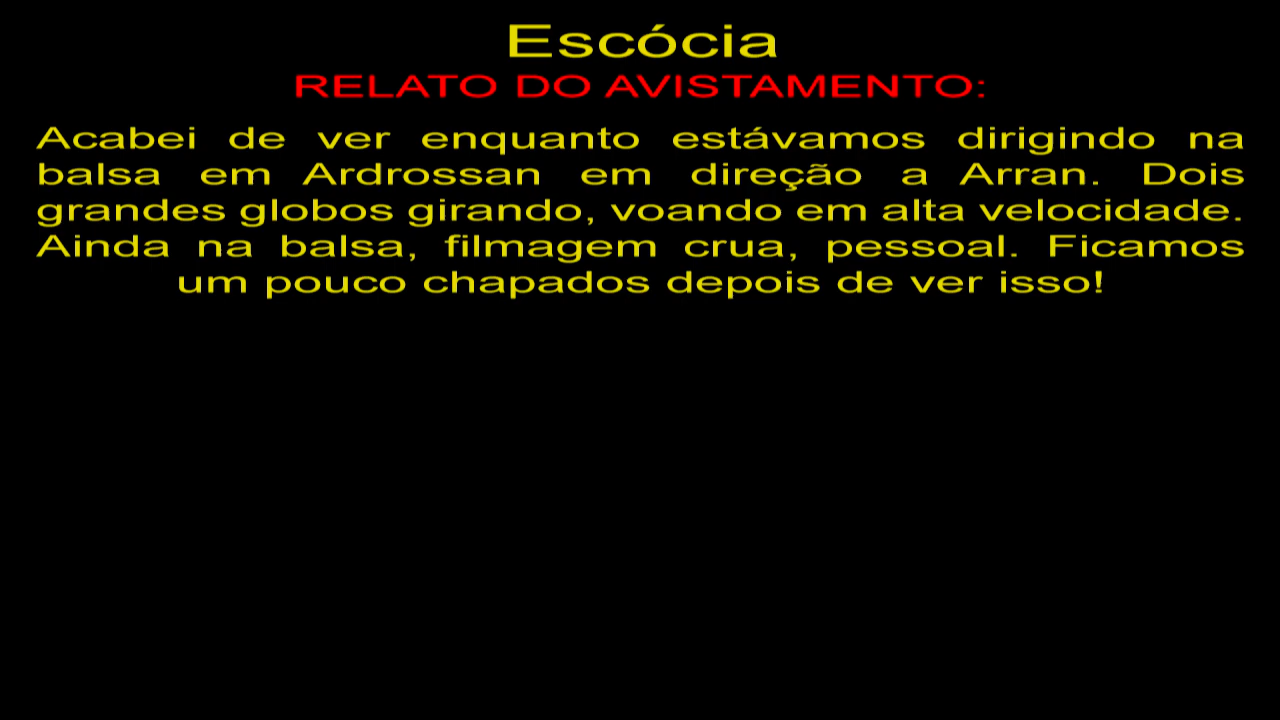 Escócia
RELATO DO AVISTAMENTO:
Acabei de ver enquanto estávamos dirigindo na
balsa em Ardrossan em direção a Arran. Dois
grandes globos girando, voando em alta velocidade.
Ainda na balsa, filmagem crua, pessoal. Ficamos
um pouco chapados depois de ver isso!